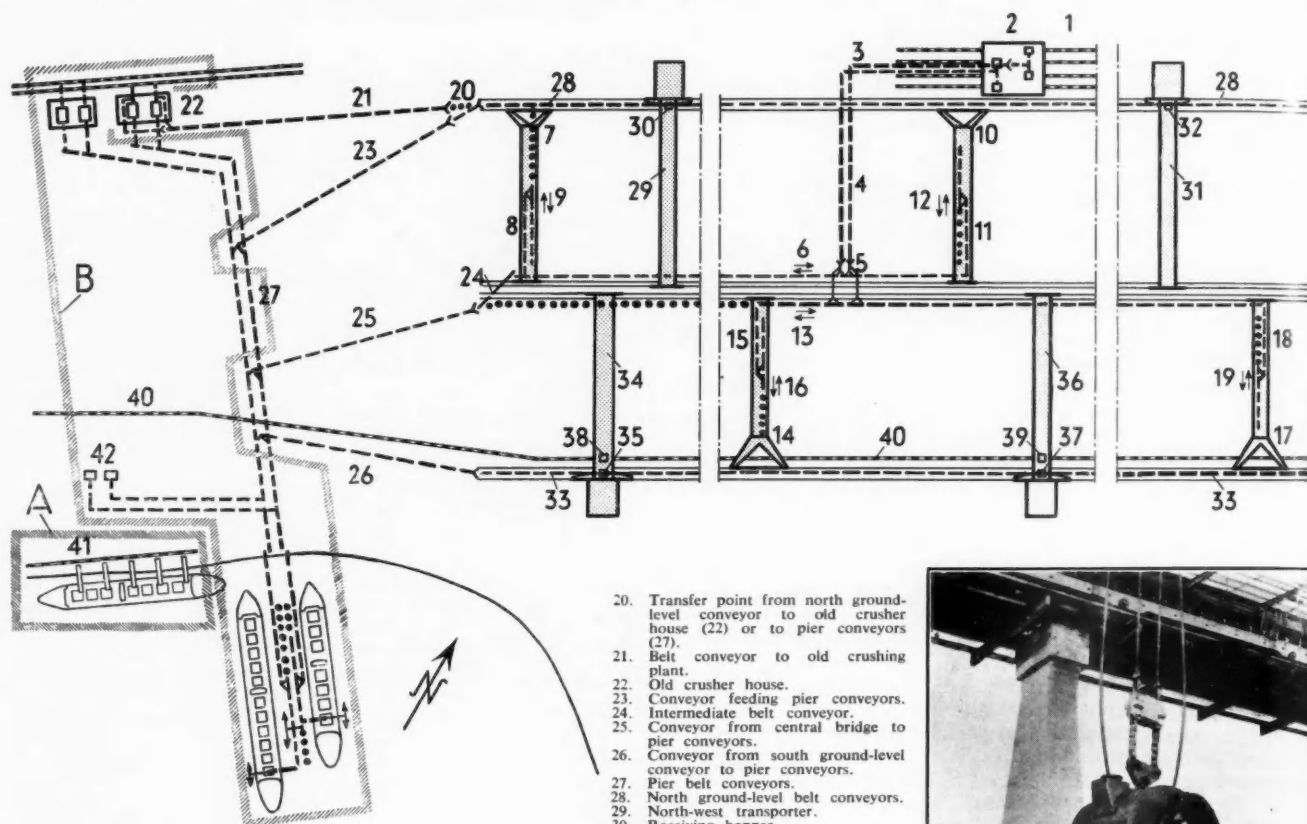 2 1
3
22 21 20 28 28
7 30 10 32
23
29 4 31
9 12
8 11
6 5
24
B 27
25
13
15 18
34 36
16 19
40
42 38 35 14 40 39 37 17
26
33 33
A
41
20. Transfer point from north ground-
level conveyor to old crusher
house (22) or to pier conveyors
(27).
21. Belt conveyor to old crushing
plant.
22. Old crusher house.
23. Conveyor feeding pier conveyors.
24. Intermediate belt conveyor.
25. Conveyor from central bridge to
pier conveyors.
26. Conveyor from south ground-level
conveyor to pier conveyors.
27. Pier belt conveyors.
28. North ground-level belt conveyors.
29. North-west transporter.
30. Receiving hopper.